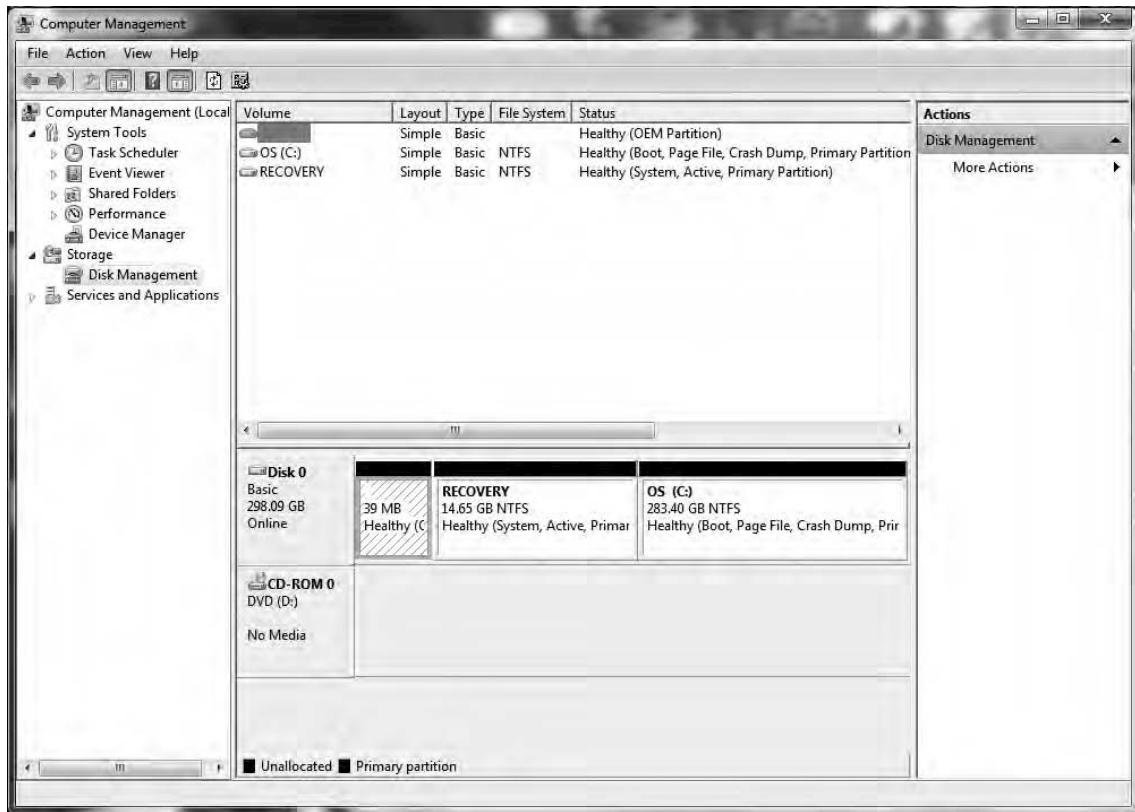 Computer Management
File Action View Help
Computer Management (Local
System Tools
Task Scheduler
Event Viewer
Shared Folders
Performance
Device Manager
Storage
Disk Management
Services and Applications
Volume Layout Type File System Status
Simple Basic Healthy (OEM Partition)
OS (C:) Simple Basic NTFS Healthy (Boot, Page File, Crash Dump, Primary Partition
RECOVERY Simple Basic NTFS Healthy (System, Active, Primary Partition)
Disk 0
Basic
298.09 GB
Online
39 MB
Healthy (C
RECOVERY
14.65 GB NTFS
Healthy (System, Active, Primar
OS (C:)
283.40 GB NTFS
Healthy (Boot, Page File, Crash Dump, Prir
CD-ROM 0
DVD (D:)
No Media
Unallocated Primary partition
Actions
Disk Management
More Actions